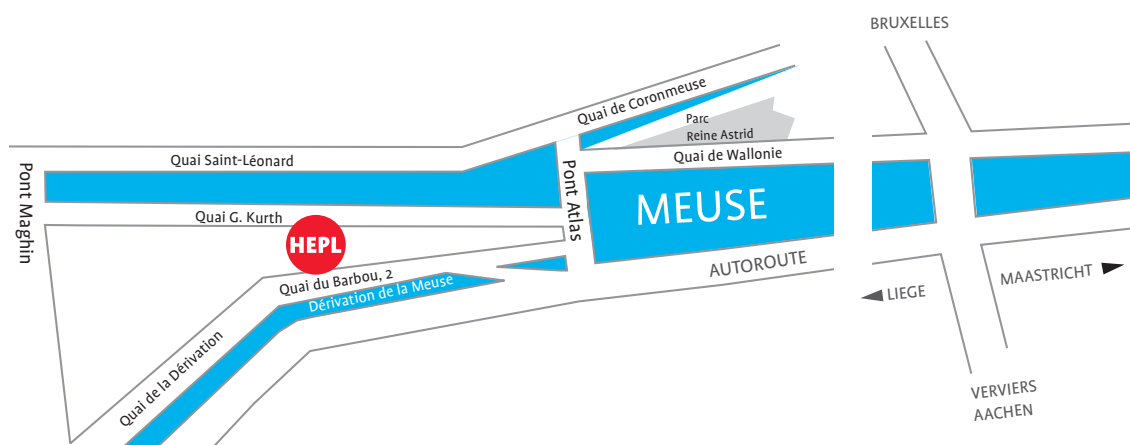 BRUXELLES
Quai de Coronmeuse
Parc
Reine Astrid
Quai Saint-Léonard
Quai de Wallonie
Pont Maghin
Pont Atlas
MEUSE
Quai G. Kurth
HEPL
Quai du Barbou, 2
Dérivation de la Meuse
AUTOROUTE
MAASTRICHT
LIEGE
Quai de la Dérivation
VERVIERS
AACHEN